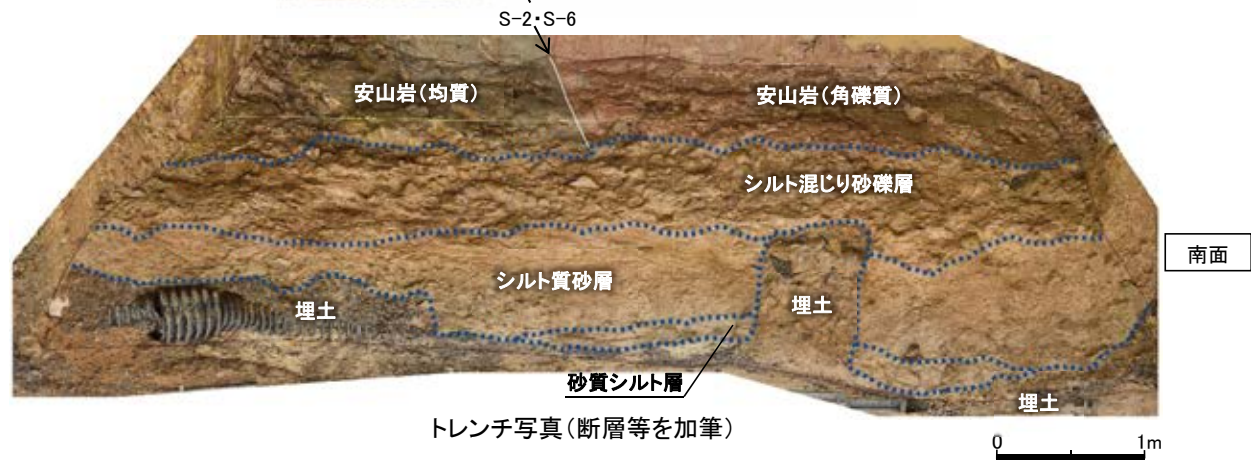 S-2・S-6
安山岩(均質)
安山岩(角礫質)
シルト混じり砂礫層
南面
シルト質砂層
埋土
埋土
砂質シルト層
埋土
トレンチ写真(断層等を加筆)
0 1m